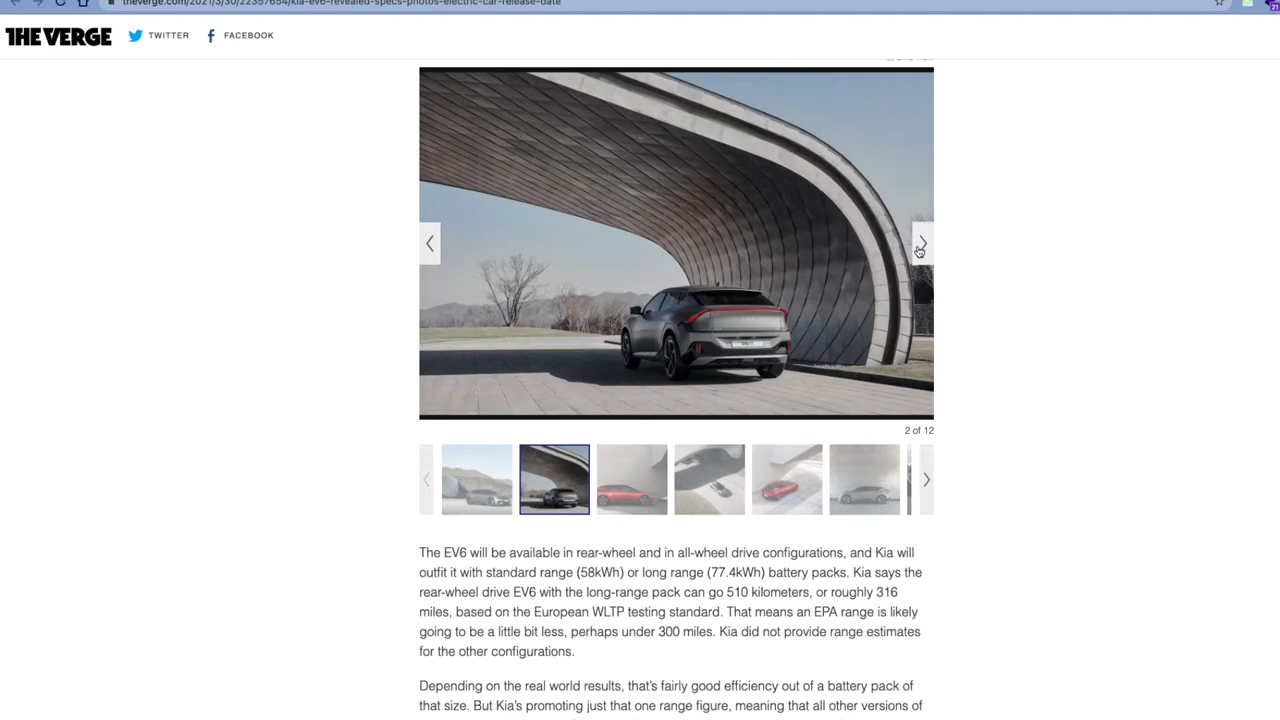 theverge.com/2021/3/30/22357654/kia-ev6-revealed-specs-photos-electric-car-release-date
21
THE VERGE TWITTER FACEBOOK
2 of 12
The EV6 will be available in rear-wheel and in all-wheel drive configurations, and Kia will
outfit it with standard range (58kWh) or long range (77.4kWh) battery packs. Kia says the
rear-wheel drive EV6 with the long-range pack can go 510 kilometers, or roughly 316
miles, based on the European WLTP testing standard. That means an EPA range is likely
going to be a little bit less, perhaps under 300 miles. Kia did not provide range estimates
for the other configurations.
Depending on the real world results, that’s fairly good efficiency out of a battery pack of
that size. But Kia’s promoting just that one range figure, meaning that all other versions of